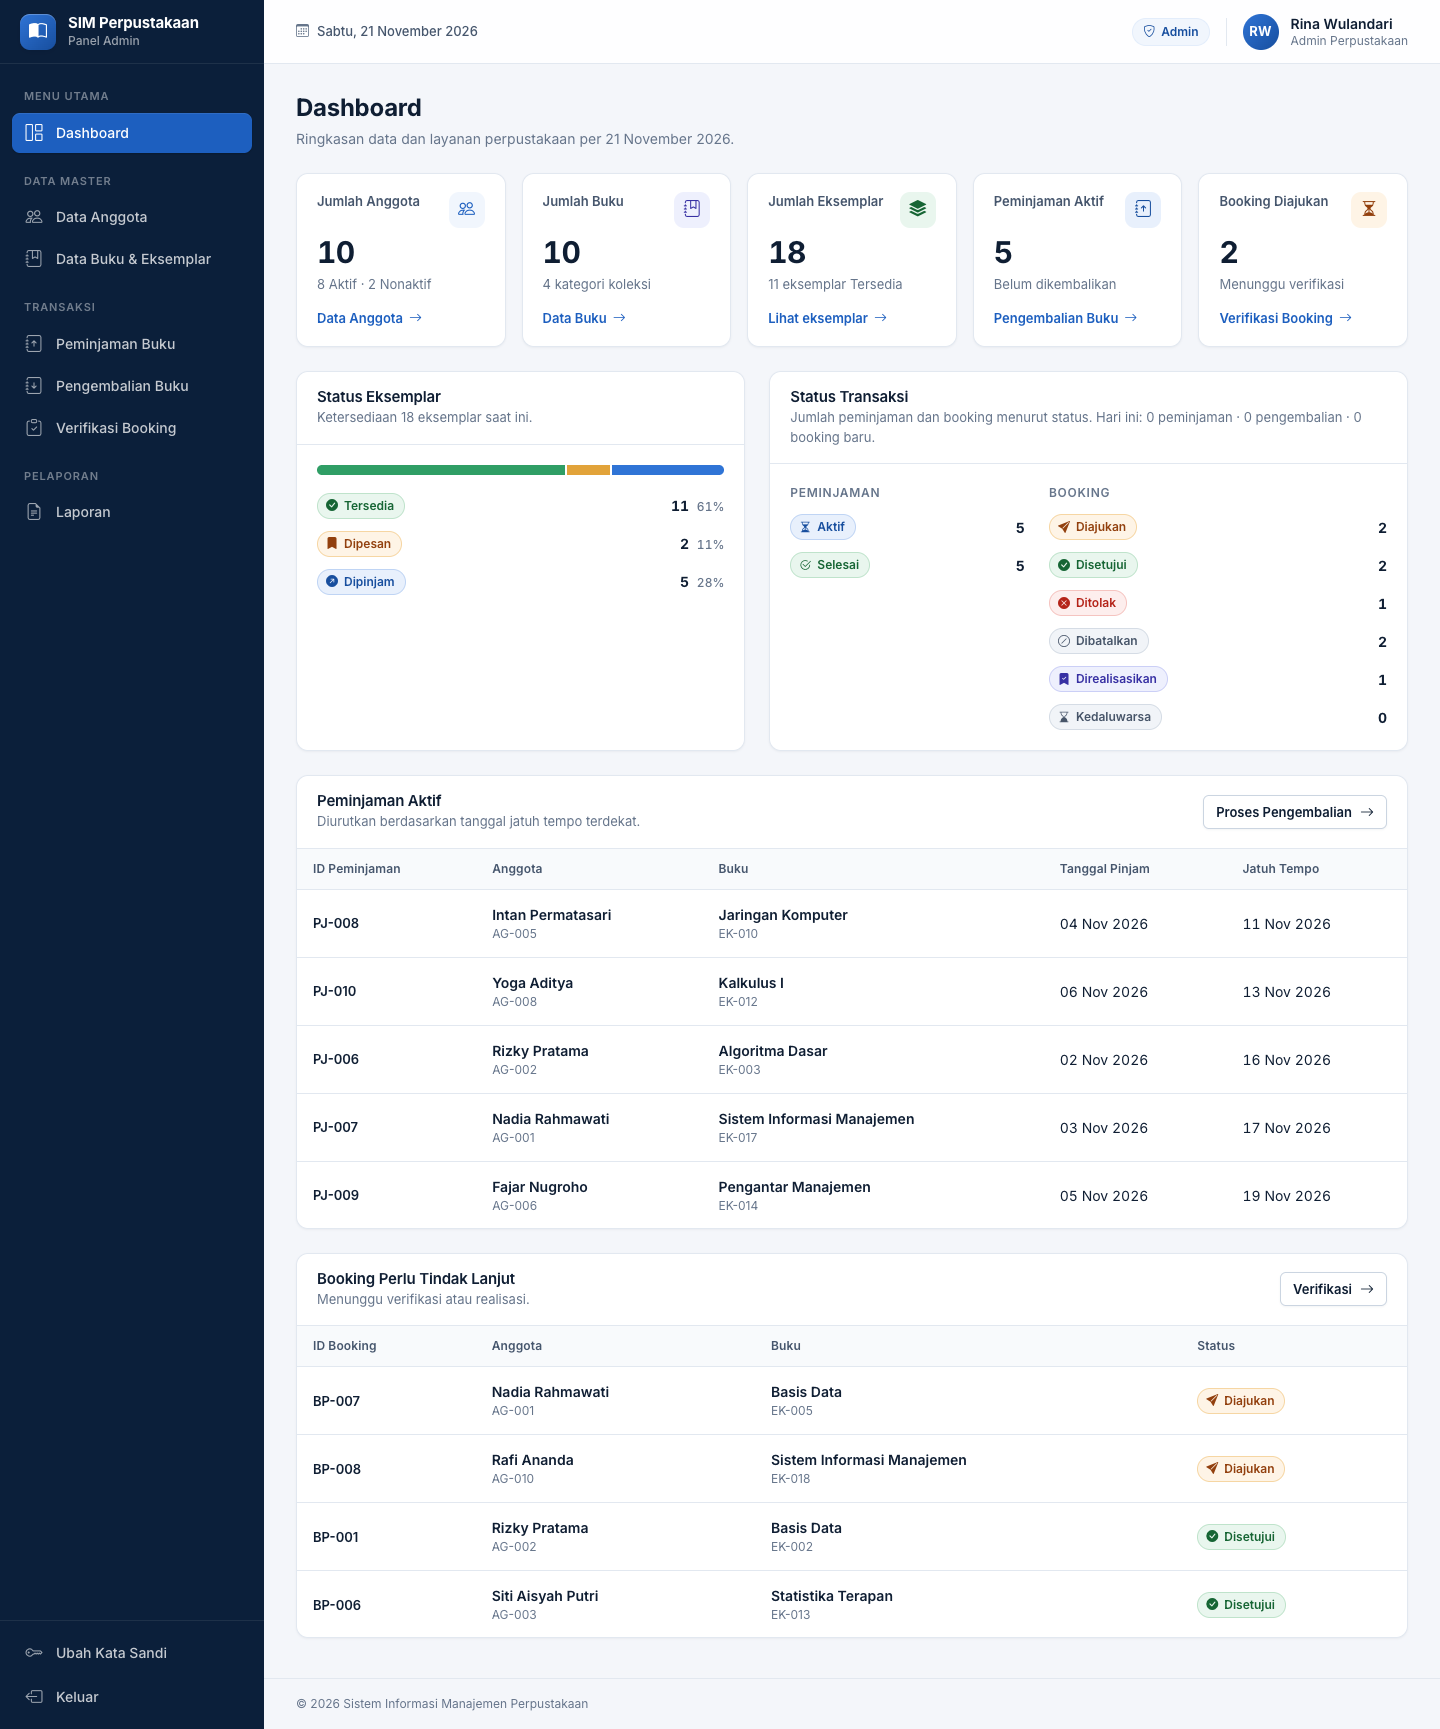 SIM Perpustakaan
Panel Admin
MENU UTAMA
Dashboard
DATA MASTER
Data Anggota
Data Buku & Eksemplar
TRANSAKSI
Peminjaman Buku
Pengembalian Buku
Verifikasi Booking
PELAPORAN
Laporan
Ubah Kata Sandi
Keluar
Sabtu, 21 November 2026
Admin
RW
Rina Wulandari
Admin Perpustakaan
Dashboard
Ringkasan data dan layanan perpustakaan per 21 November 2026.
Jumlah Anggota
10
8 Aktif · 2 Nonaktif
Data Anggota →
Jumlah Buku
10
4 kategori koleksi
Data Buku →
Jumlah Eksemplar
18
11 eksemplar Tersedia
Lihat eksemplar →
Peminjaman Aktif
5
Belum dikembalikan
Pengembalian Buku →
Booking Diajukan
2
Menunggu verifikasi
Verifikasi Booking →
Status Eksemplar
Ketersediaan 18 eksemplar saat ini.
Tersedia 11 61%
Dipesan 2 11%
Dipinjam 5 28%
Status Transaksi
Jumlah peminjaman dan booking menurut status. Hari ini: 0 peminjaman · 0 pengembalian · 0
booking baru.
PEMINJAMAN
Aktif 5
Selesai 5
BOOKING
Diajukan 2
Disetujui 2
Ditolak 1
Dibatalkan 2
Direalisasikan 1
Kedaluwarsa 0
Peminjaman Aktif
Diurutkan berdasarkan tanggal jatuh tempo terdekat.
Proses Pengembalian →
ID Peminjaman Anggota Buku Tanggal Pinjam Jatuh Tempo
PJ-008 Intan Permatasari Jaringan Komputer 04 Nov 2026 11 Nov 2026
AG-005 EK-010
PJ-010 Yoga Aditya Kalkulus I 06 Nov 2026 13 Nov 2026
AG-008 EK-012
PJ-006 Rizky Pratama Algoritma Dasar 02 Nov 2026 16 Nov 2026
AG-002 EK-003
PJ-007 Nadia Rahmawati Sistem Informasi Manajemen 03 Nov 2026 17 Nov 2026
AG-001 EK-017
PJ-009 Fajar Nugroho Pengantar Manajemen 05 Nov 2026 19 Nov 2026
AG-006 EK-014
Booking Perlu Tindak Lanjut
Menunggu verifikasi atau realisasi.
Verifikasi →
ID Booking Anggota Buku Status
BP-007 Nadia Rahmawati Basis Data Diajukan
AG-001 EK-005
BP-008 Rafi Ananda Sistem Informasi Manajemen Diajukan
AG-010 EK-018
BP-001 Rizky Pratama Basis Data Disetujui
AG-002 EK-002
BP-006 Siti Aisyah Putri Statistika Terapan Disetujui
AG-003 EK-013
© 2026 Sistem Informasi Manajemen Perpustakaan